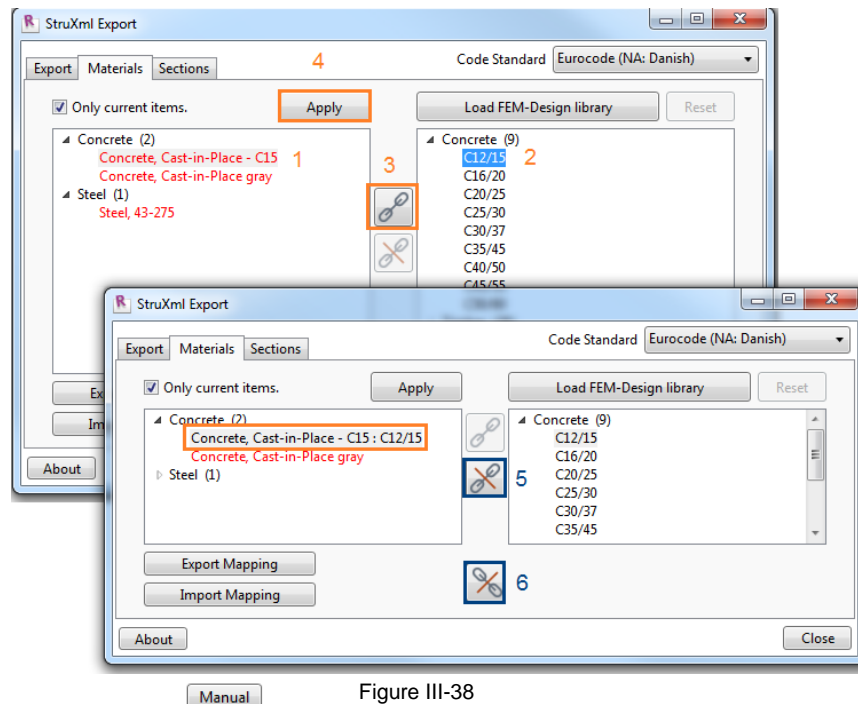 StruXml Export
4
Code Standard Eurocode (NA: Danish)
Export Materials Sections
Only current items. Apply Load FEM-Design library Reset
Concrete (2) Concrete (9)
Concrete, Cast-in-Place - C15 1 3 C12/15 2
Concrete, Cast-in-Place gray C16/20
Steel (1) C20/25
Steel, 43-275 C25/30
C30/37
C35/45
C40/50
C45/55
Ex
Im
About
StruXml Export
Code Standard Eurocode (NA: Danish)
Export Materials Sections
Only current items. Apply Load FEM-Design library Reset
Concrete (2) Concrete (9)
Concrete, Cast-in-Place - C15 : C12/15 C12/15
Concrete, Cast-in-Place gray C16/20
Steel (1) 5 C20/25
C25/30
C30/37
C35/45
Export Mapping
6
Import Mapping
About Close
Manual Figure III-38